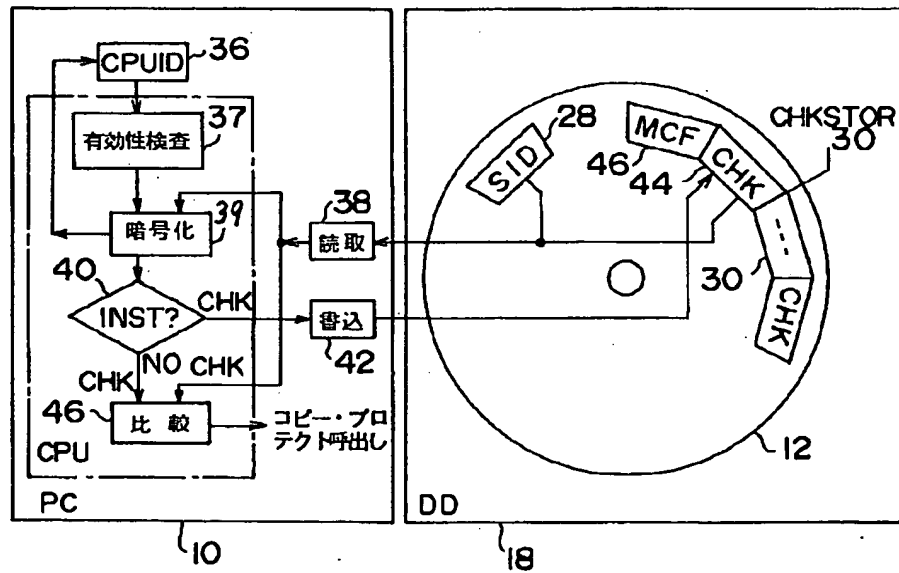 CPUID
36
有効性検査
37
暗号化
39
40
INST?
CHK
NO
CHK
CHK
46
比較
CPU
コピー・プロ
テクト呼出し
PC
10
38
読取
書込
42
28
SID
MCF
46
44
CHK
CHKSTOR
30
---
30
CHK
12
DD
18